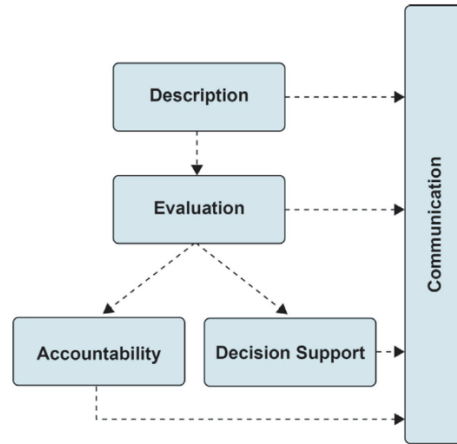 Description
Evaluation
Accountability
Decision Support
Communication